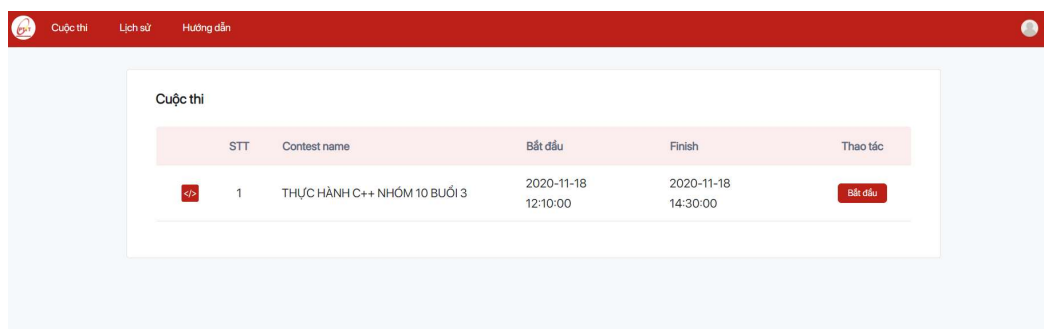 Cuộc thi Lịch sử Hướng dẫn
Cuộc thi
STT Contest name Bắt đầu Finish Thao tác
</> 1 THỰC HÀNH C++ NHÓM 10 BUỔI 3 2020-11-18 12:10:00 2020-11-18 14:30:00 Bắt đầu